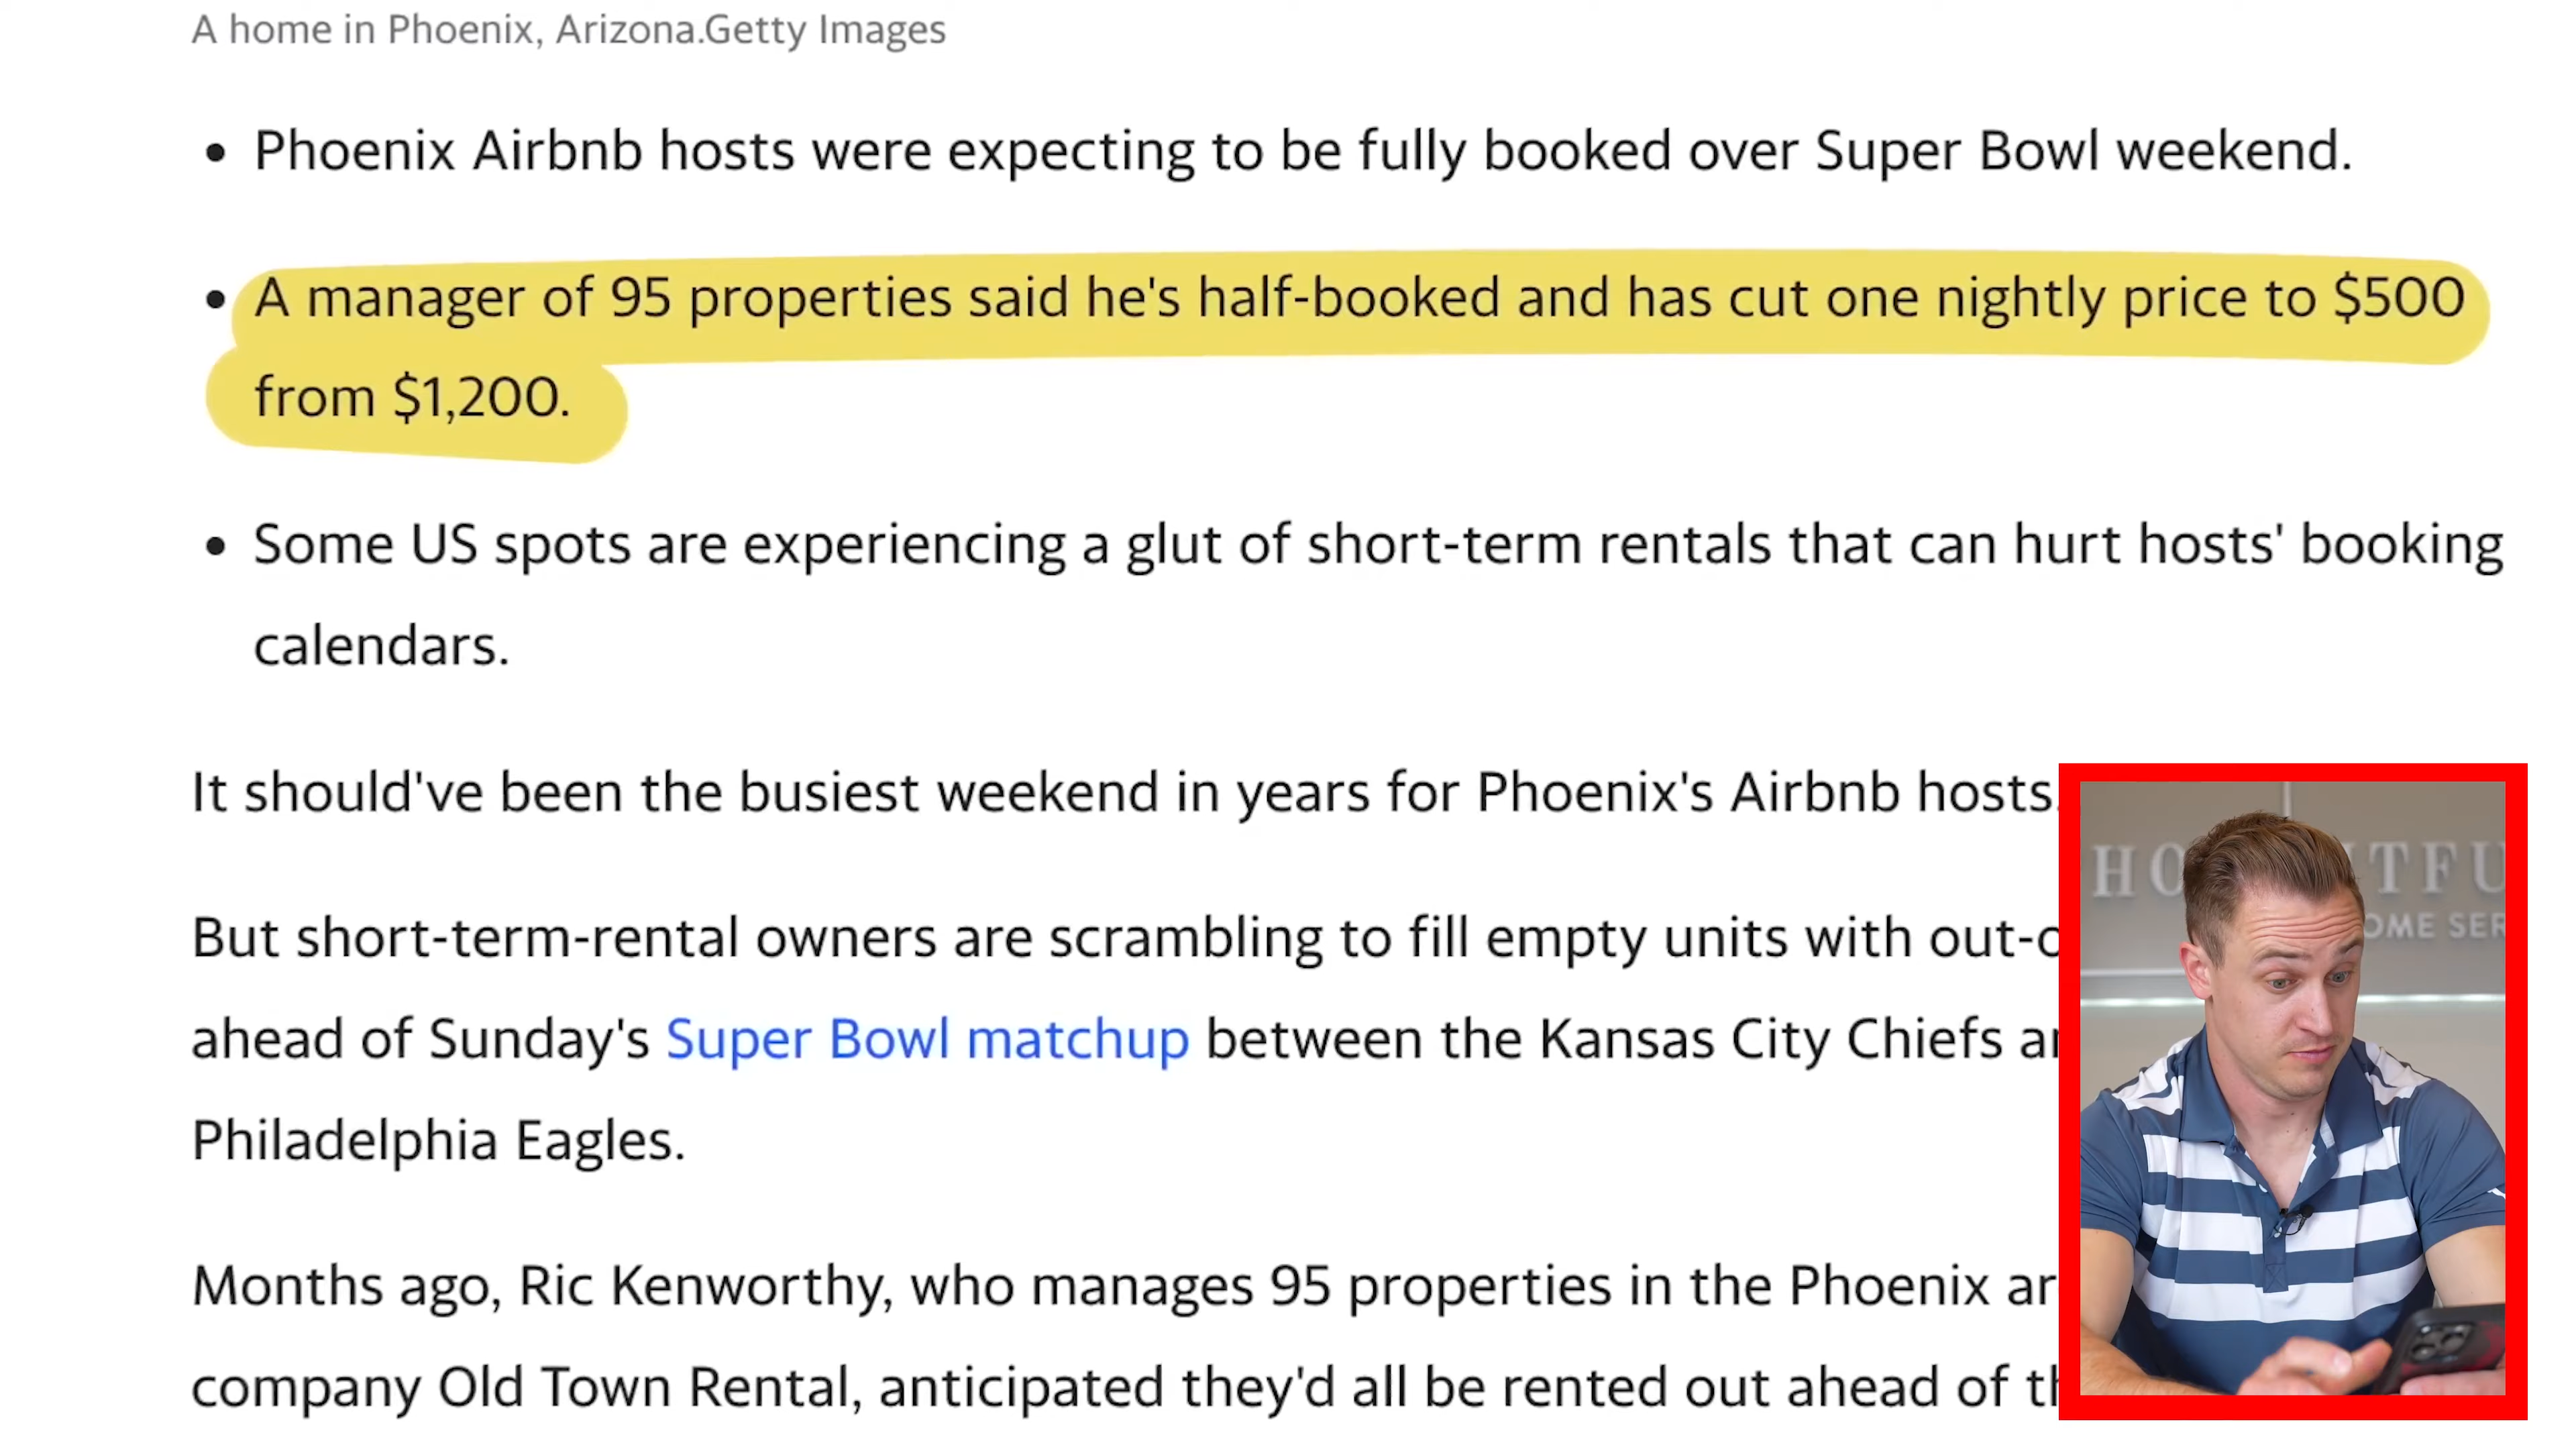 A home in Phoenix, Arizona.Getty Images
• Phoenix Airbnb hosts were expecting to be fully booked over Super Bowl weekend.
• A manager of 95 properties said he's half-booked and has cut one nightly price to $500
from $1,200.
• Some US spots are experiencing a glut of short-term rentals that can hurt hosts' booking
calendars.
It should've been the busiest weekend in years for Phoenix's Airbnb hosts.
But short-term-rental owners are scrambling to fill empty units with
ahead of Sunday's Super Bowl matchup between the Kansas City Chiefs
Philadelphia Eagles.
Months ago, Ric Kenworthy, who manages 95 properties in the Phoenix
company Old Town Rental, anticipated they'd all be rented out ahead of